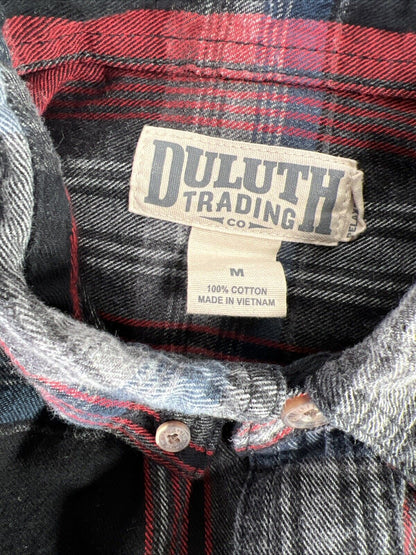 DULUTH
TRADING
CO
M
100% COTTON
MADE IN VIETNAM